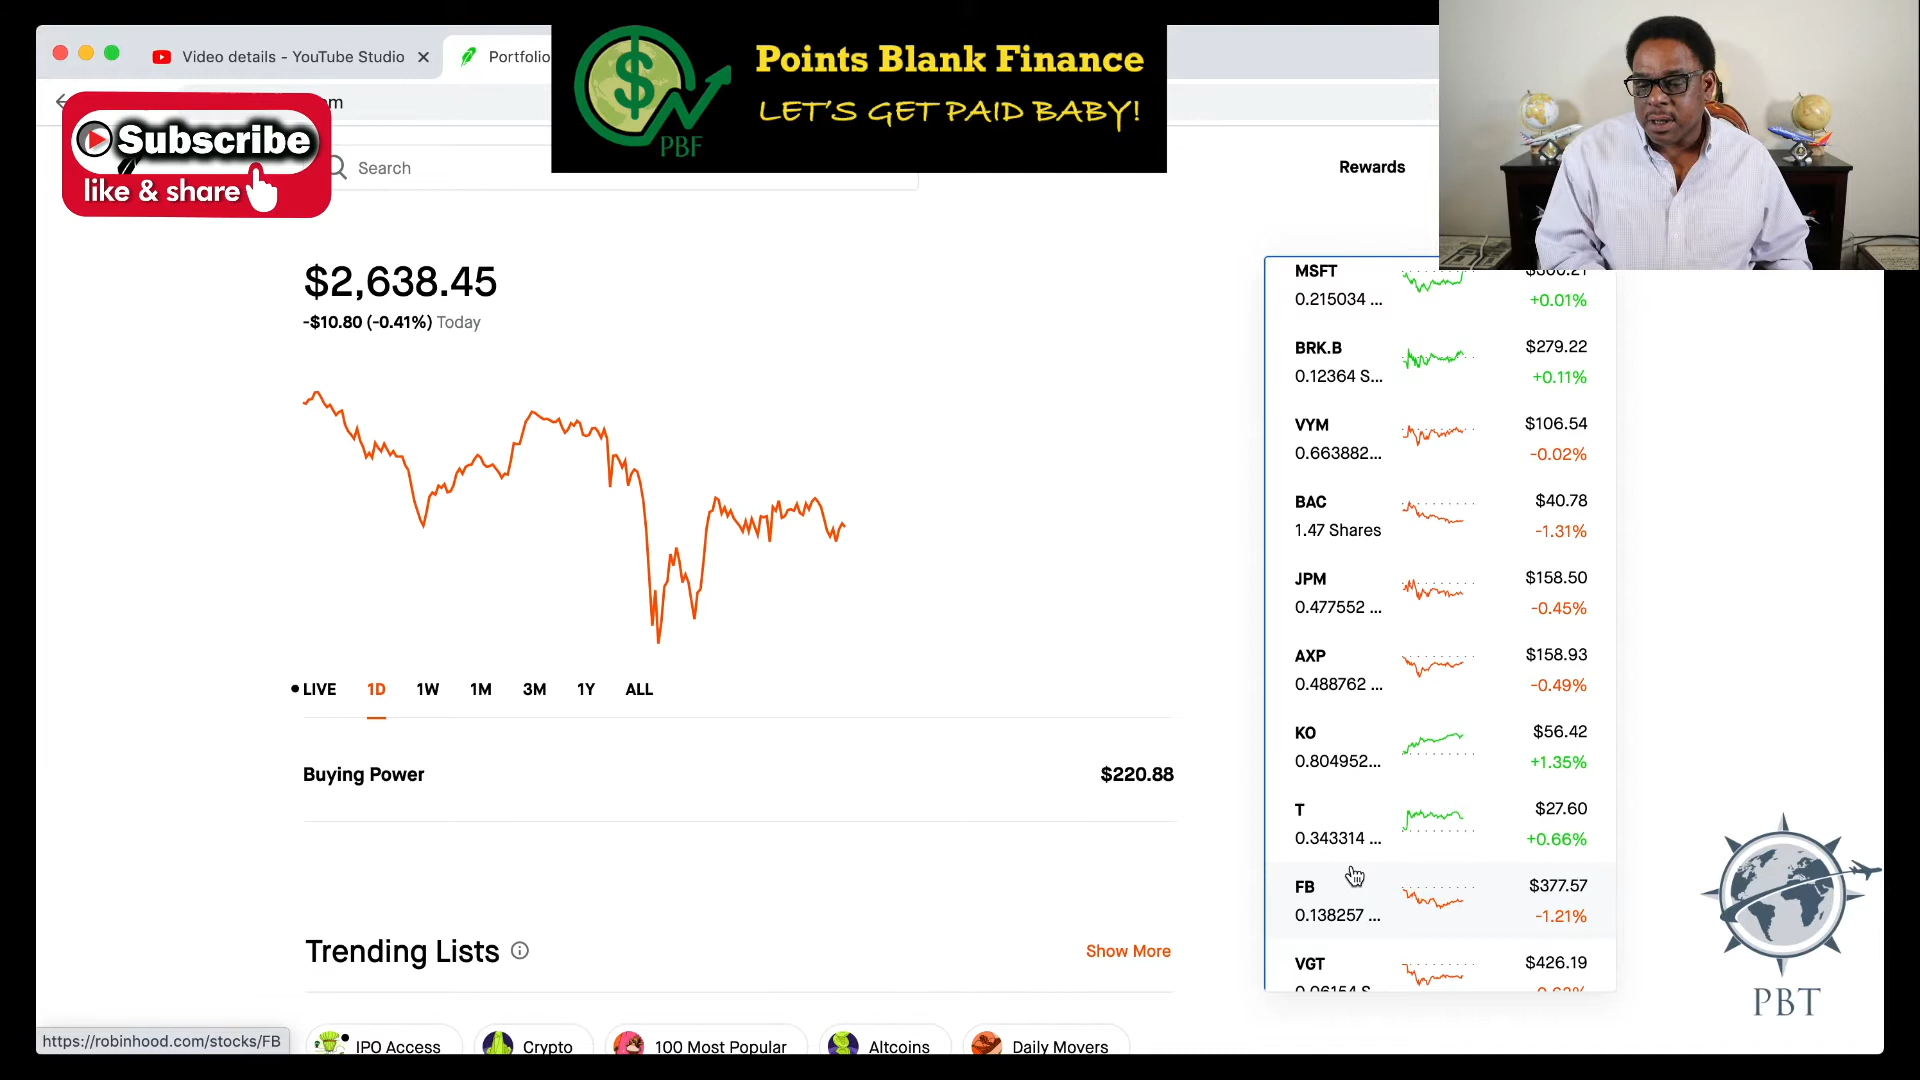 Video details - YouTube Studio
Portfolio
Points Blank Finance
LET'S GET PAID BABY!
PBF
m
Subscribe
like & share
Search
Rewards
$2,638.45
-$10.80 (-0.41%) Today
LIVE
1D
1W
1M
3M
1Y
ALL
Buying Power
$220.88
Trending Lists
Show More
IPO Access
Crypto
100 Most Popular
Altcoins
Daily Movers
https://robinhood.com/stocks/FB
MSFT
0.215034 ...
+0.01%
BRK.B
$279.22
0.12364 S...
+0.11%
VYM
$106.54
0.663882...
-0.02%
BAC
$40.78
1.47 Shares
-1.31%
JPM
$158.50
0.477552 ...
-0.45%
AXP
$158.93
0.488762 ...
-0.49%
KO
$56.42
0.804952...
+1.35%
T
$27.60
0.343314 ...
+0.66%
FB
$377.57
0.138257 ...
-1.21%
VGT
$426.19
PBT